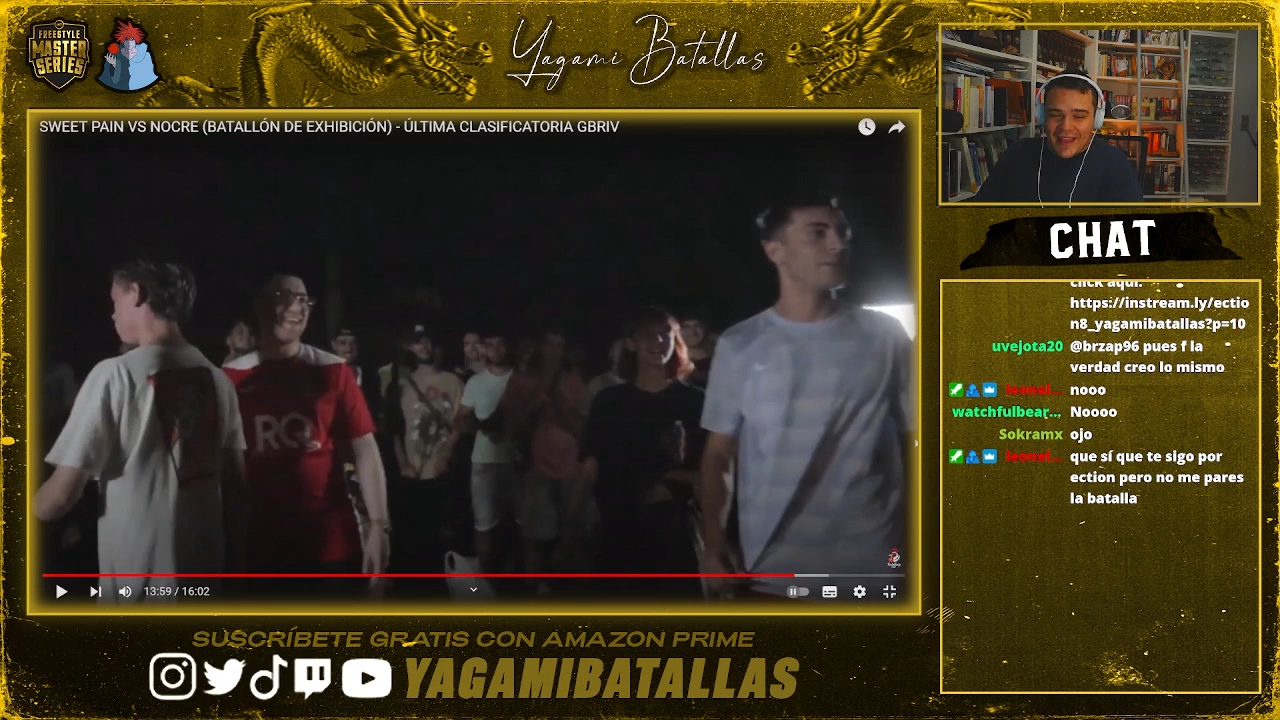 FREESTYLE
MASTER
SERIES
Yagami Batallas
SWEET PAIN VS NOCRE (BATALLÓN DE EXHIBICIÓN) - ÚLTIMA CLASIFICATORIA GBRIV
13:59 / 16:02
CHAT
click aquí:
https://instream.ly/ectio
n8_yagamibatallas?p=10
uvejota20 @brzap96 pues f la
verdad creo lo mismo
nooo
watchfulbear... Noooo
Sokramx ojo
que sí que te sigo por
ection pero no me pares
la batalla
SUSCRÍBETE GRATIS CON AMAZON PRIME
YAGAMIBATALLAS